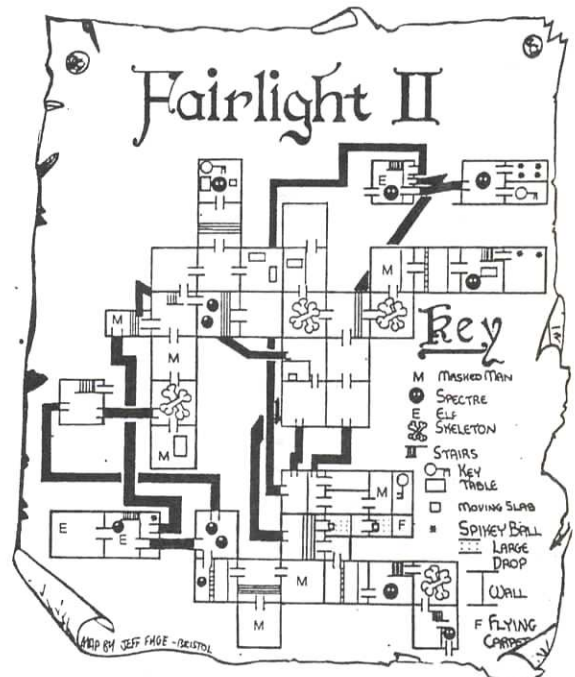 Fairlight II
E
M
M
M
M
M
E
E
M
F
M
M
Key
M MASKED MAN
SPECTRE
E ELF
SKELETON
STAIRS
KEY
TABLE
MOVING SLAB
SPIKEY BALL
LARGE
DROP
WALL
F FLYING
CARPET
MAP BY JEFF FAGE - BRISTOL